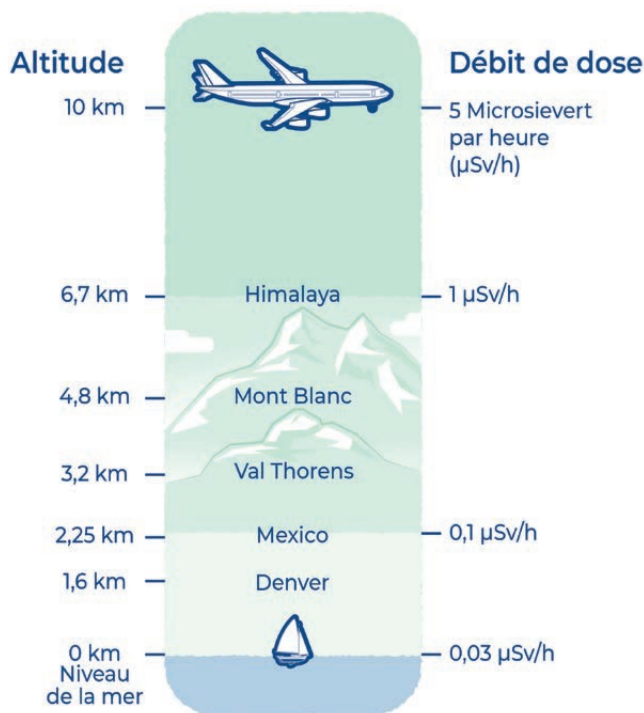 Altitude
Débit de dose
10 km
5 Microsievert
par heure
(µSv/h)
6,7 km
Himalaya
1 µSv/h
4,8 km
Mont Blanc
3,2 km
Val Thorens
2,25 km
Mexico
0,1 µSv/h
1,6 km
Denver
0 km
Niveau
de la mer
0,03 µSv/h